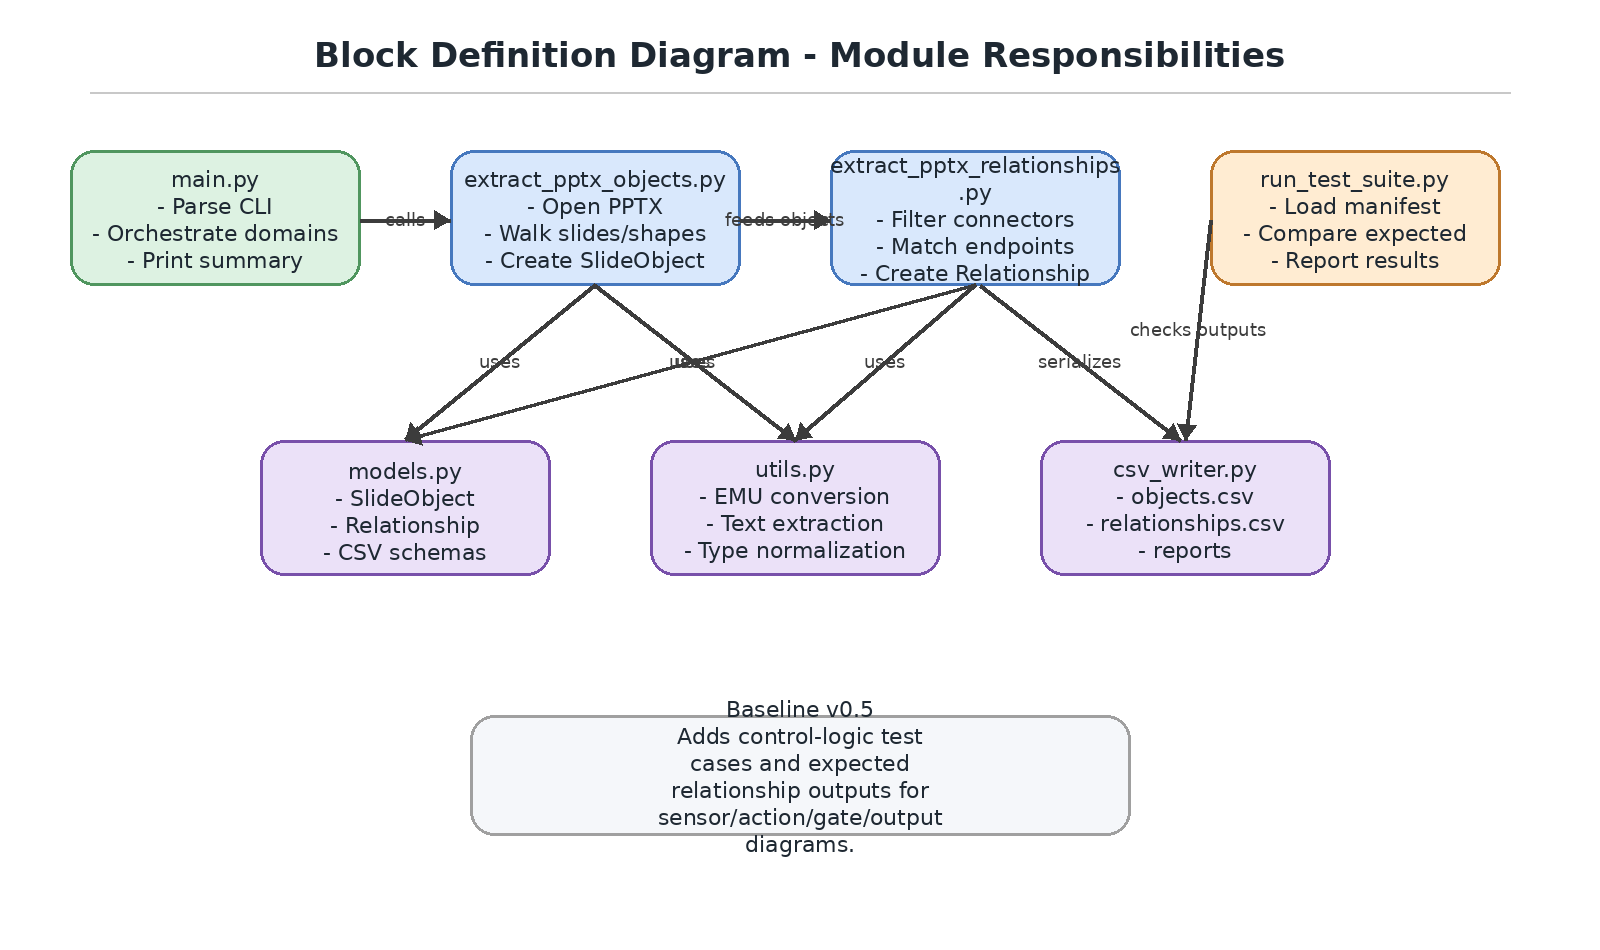 Block Definition Diagram - Module Responsibilities
main.py
- Parse CLI
- Orchestrate domains
- Print summary
calls
extract_pptx_objects.py
- Open PPTX
- Walk slides/shapes
- Create SlideObject
feeds objects
extract_pptx_relationships
.py
- Filter connectors
- Match endpoints
- Create Relationship
run_test_suite.py
- Load manifest
- Compare expected
- Report results
checks outputs
uses
uses
uses
uses
serializes
models.py
- SlideObject
- Relationship
- CSV schemas
utils.py
- EMU conversion
- Text extraction
- Type normalization
csv_writer.py
- objects.csv
- relationships.csv
- reports
Baseline v0.5
Adds control-logic test
cases and expected
relationship outputs for
sensor/action/gate/output
diagrams.